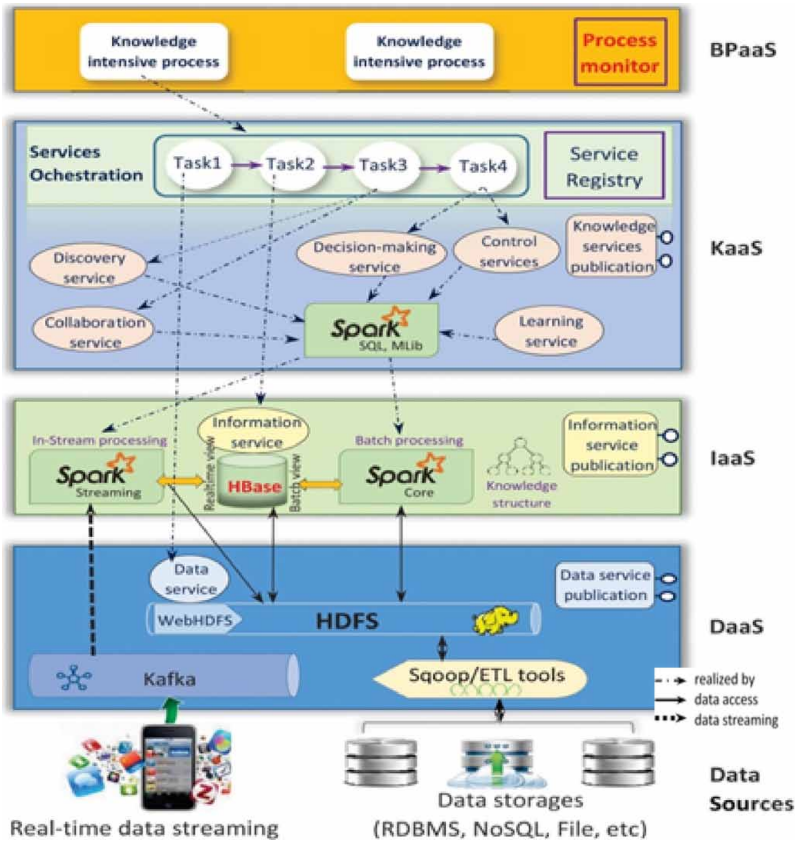 Knowledge
intensive process
Knowledge
intensive process
Process
monitor
BPaaS
Services
Ochestration
Task1
Task2
Task3
Task4
Service
Registry
Discovery
service
Decision-making
service
Control
services
Knowledge
services
publication
KaaS
Collaboration
service
Spark
SQL, MLib
Learning
service
In-Stream processing
Information
service
Batch processing
Information
service
publication
IaaS
Spark
Streaming
Realtime view
HBase
Batch view
Spark
Core
Knowledge
structure
Data
service
Data service
publication
WebHDFS
HDFS
DaaS
Kafka
Sqoop/ETL tools
realized by
data access
data streaming
Data
Sources
Real-time data streaming
Data storages
(RDBMS, NoSQL, File, etc)